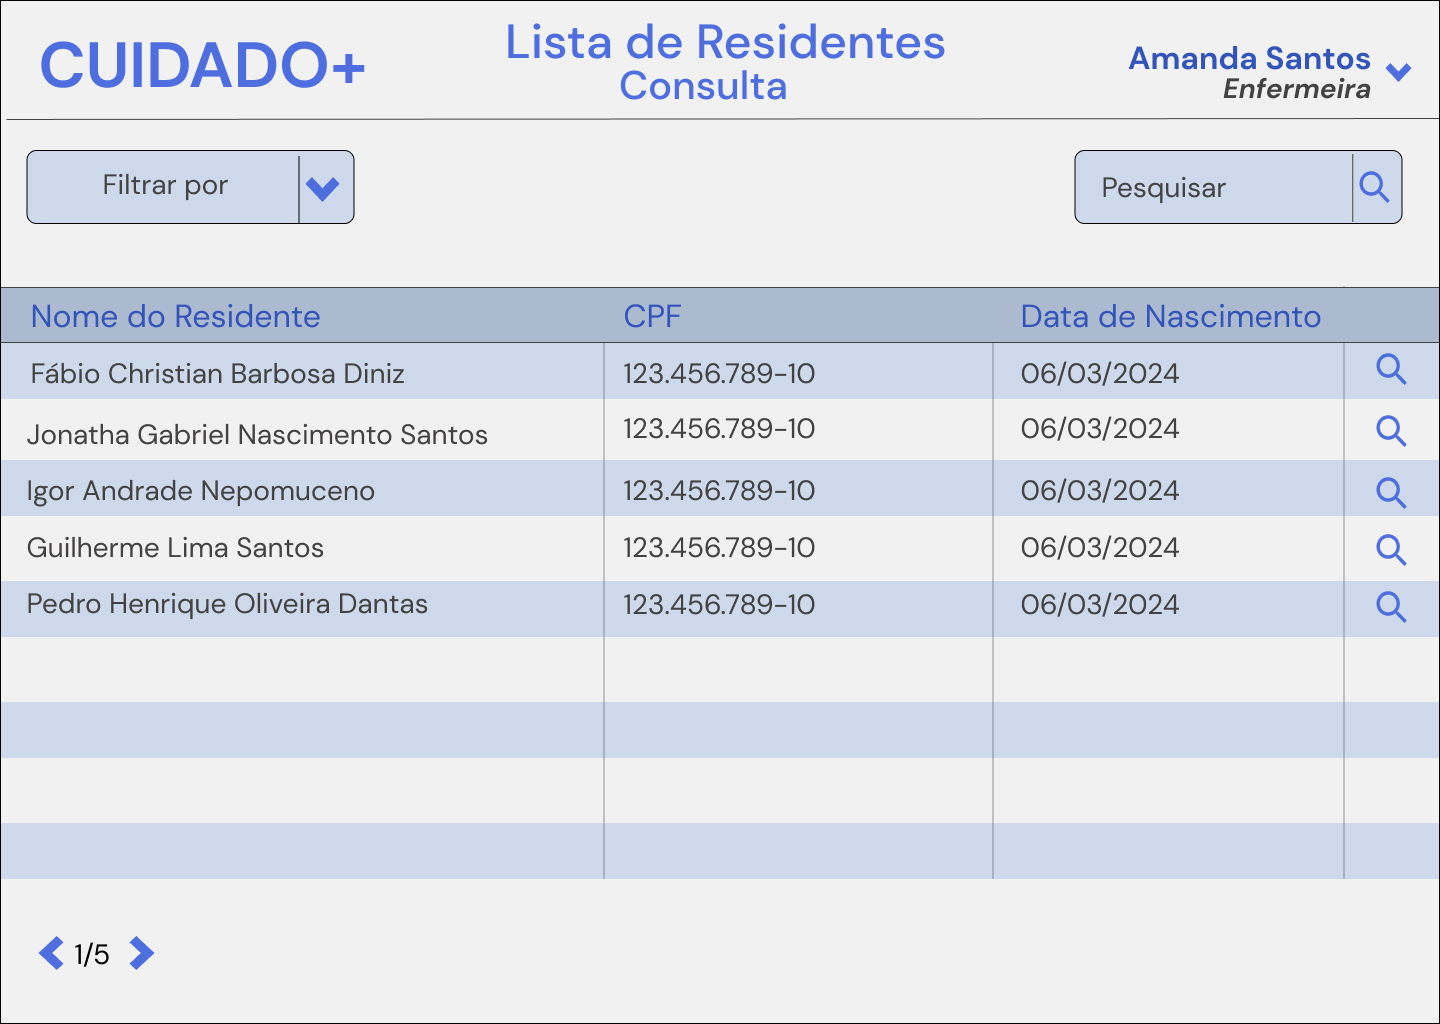 CUIDADO+
Lista de Residentes
Consulta
Amanda Santos
Enfermeira
Filtrar por
Pesquisar
Nome do Residente CPF Data de Nascimento
Fábio Christian Barbosa Diniz 123.456.789-10 06/03/2024
Jonatha Gabriel Nascimento Santos 123.456.789-10 06/03/2024
Igor Andrade Nepomuceno 123.456.789-10 06/03/2024
Guilherme Lima Santos 123.456.789-10 06/03/2024
Pedro Henrique Oliveira Dantas 123.456.789-10 06/03/2024
1/5